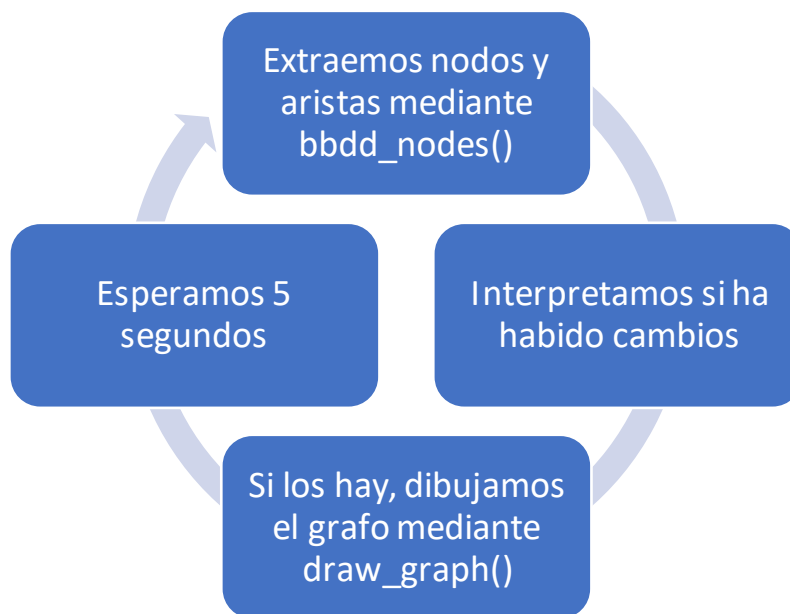 Extraemos nodos y
aristas mediante
bbdd_nodes()
Interpretamos si ha
habido cambios
Si los hay, dibujamos
el grafo mediante
draw_graph()
Esperamos 5
segundos